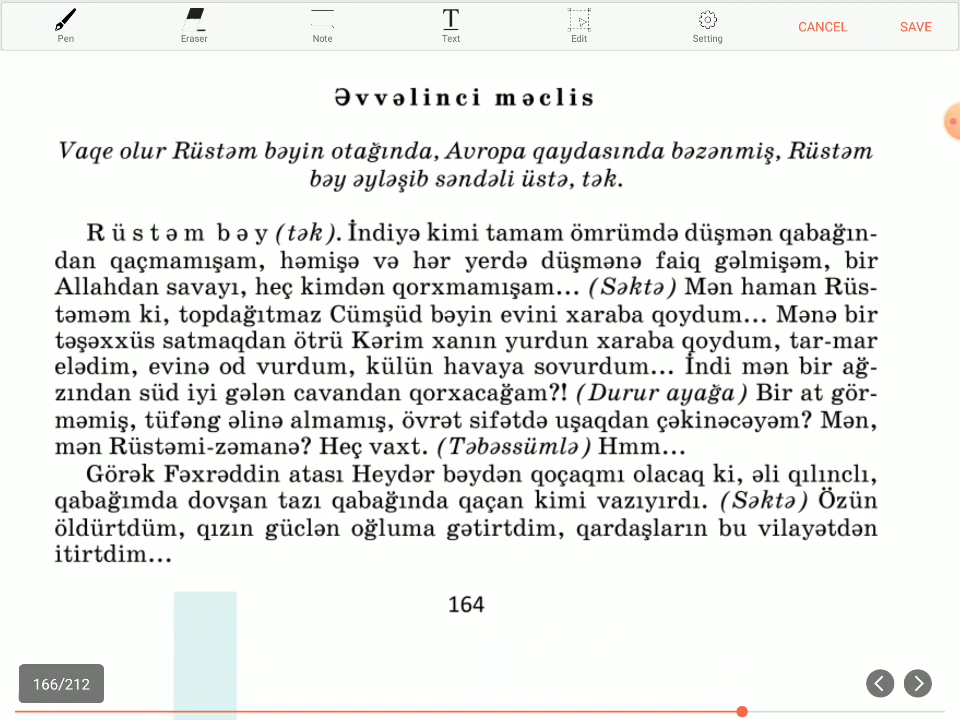 Pen Eraser Note Text Edit Setting CANCEL SAVE
Əvvəlinci məclis
Vaqe olur Rüstəm bəyin otağında, Avropa qaydasında bəzənmiş, Rüstəm
bəy əyləşib səndəli üstə, tək.
Rüstəm bəy (tək). İndiyə kimi tamam ömrümdə düşmən qabağın-
dan qaçmamışam, həmişə və hər yerdə düşmənə faiq gəlmişəm, bir
Allahdan savayı, heç kimdən qorxmamışam... (Səktə) Mən haman Rüs-
təməm ki, topdağıtmaz Cümşüd bəyin evini xaraba qoydum... Mənə bir
təşəxxüs satmaqdan ötrü Kərim xanın yurdun xaraba qoydum, tar-mar
elədim, evinə od vurdum, külün havaya sovurdum... İndi mən bir ağ-
zından süd iyi gələn cavandan qorxacağam?! (Durur ayağa) Bir at gör-
məmiş, tüfəng əlinə almamış, övrət sifətdə uşaqdan çəkinəcəyəm? Mən,
mən Rüstəmi-zəmanə? Heç vaxt. (Təbəssümlə) Hmm...
Görək Fəxrəddin atası Heydər bəydən qoçaqmı olacaq ki, əli qılınclı,
qabağımda dovşan tazı qabağında qaçan kimi vazıyırdı. (Səktə) Özün
öldürtdüm, qızın güclən oğluma gətirtdim, qardaşların bu vilayətdən
itirtdim...
164
166/212